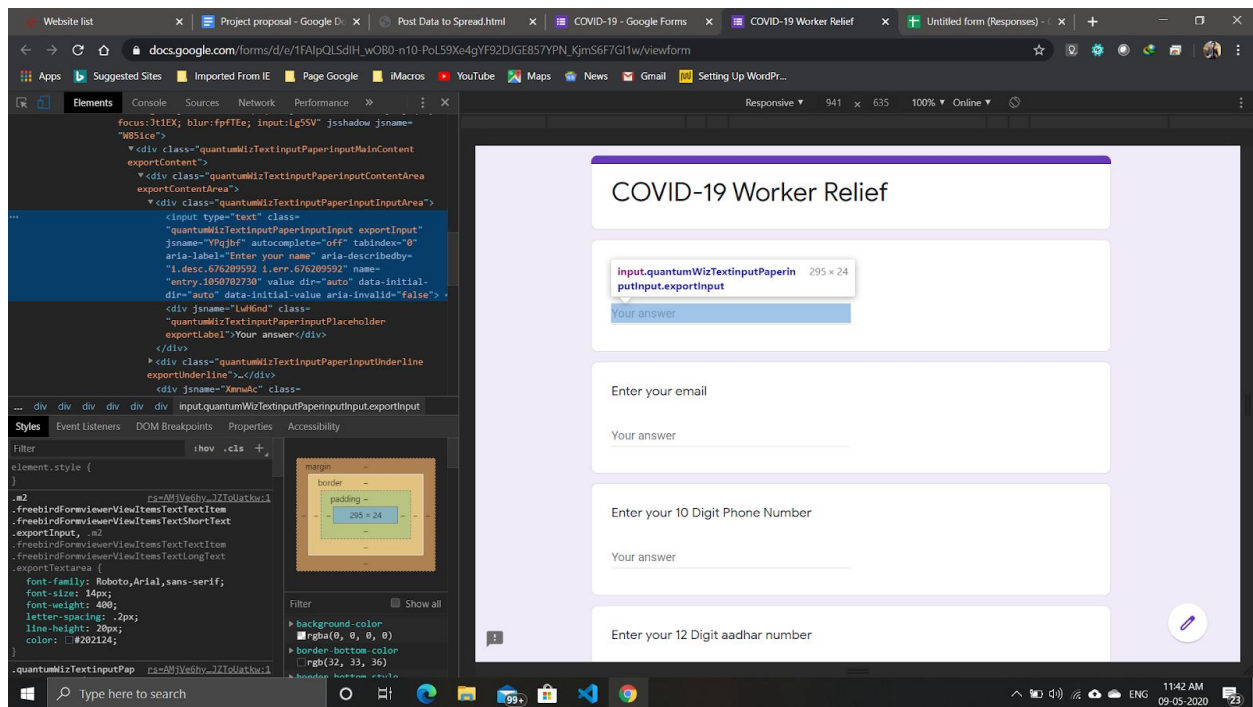 Website list
Project proposal - Google Do
Post Data to Spread.html
COVID-19 - Google Forms
COVID-19 Worker Relief
Untitled form (Responses) -
docs.google.com/forms/d/e/1FAIpQLSdlH_wOB0-n10-PoL59Xe4gYF92DJGE857YPN_KjmS6F7GI1w/viewform
Apps Suggested Sites Imported From IE Page Google iMacros YouTube Maps News Gmail Setting Up WordPr...
Elements Console Sources Network Performance »
Responsive ▼ 941 x 635 100% ▼ Online ▼
focus:Jt1EX; blur:fpfTEe; input:Lg5SV" jsshadow jsname=
"W85ice">
▼<div class="quantumWizTextinputPaperinputMainContent
exportContent">
▼<div class="quantumWizTextinputPaperinputContentArea
exportContentArea">
▼<div class="quantumWizTextinputPaperinputInputArea">
<input type="text" class=
"quantumWizTextinputPaperinputInput exportInput"
jsname="YPqjbf" autocomplete="off" tabindex="0"
aria-label="Enter your name" aria-describedby=
"i.desc.676209592 i.err.676209592" name=
"entry.1050702730" value dir="auto" data-initial-
dir="auto" data-initial-value aria-invalid="false">
<div jsname="LwH6nd" class=
"quantumWizTextinputPaperinputPlaceholder
exportLabel">Your answer</div>
</div>
▶<div class="quantumWizTextinputPaperinputUnderline
exportUnderline">…</div>
<div jsname="XmnwAc" class=
... div div div div div div input.quantumWizTextinputPaperinputInput.exportInput
Styles Event Listeners DOM Breakpoints Properties Accessibility
Filter :hov .cls +
element.style {
}
.m2 rs=AMjVe6hy…JZToUatkw:1
.freebirdFormviewerViewItemsTextTextItem
.freebirdFormviewerViewItemsTextShortText
.exportInput, .m2
.freebirdFormviewerViewItemsTextTextItem
.freebirdFormviewerViewItemsTextLongText
.exportTextarea {
font-family: Roboto,Arial,sans-serif;
font-size: 14px;
font-weight: 400;
letter-spacing: .2px;
line-height: 20px;
color: #202124;
}
.quantumWizTextinputPap rs=AMjVe6hy…JZToUatkw:1
margin –
border –
padding –
295 × 24
Filter Show all
▶background-color
rgba(0, 0, 0, 0)
▶border-bottom-color
rgb(32, 33, 36)
▶border-bottom-style
COVID-19 Worker Relief
input.quantumWizTextinputPaperin 295 × 24
putInput.exportInput
Your answer
Enter your email
Your answer
Enter your 10 Digit Phone Number
Your answer
Enter your 12 Digit aadhar number
Type here to search
99+
ENG
11:42 AM
09-05-2020
23